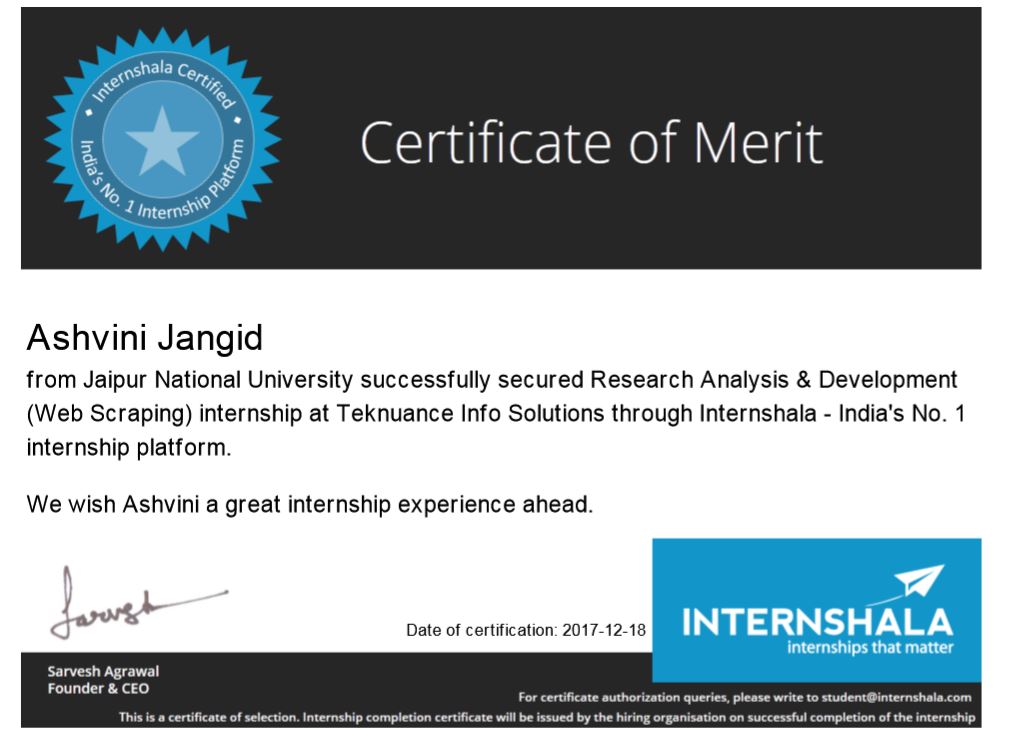 Internshala Certified
India's No. 1 Internship Platform
Certificate of Merit
Ashvini Jangid
from Jaipur National University successfully secured Research Analysis & Development
(Web Scraping) internship at Teknuance Info Solutions through Internshala - India's No. 1
internship platform.
We wish Ashvini a great internship experience ahead.
Sarvesh
Date of certification: 2017-12-18
INTERNSHALA
internships that matter
Sarvesh Agrawal
Founder & CEO
For certificate authorization queries, please write to student@internshala.com
This is a certificate of selection. Internship completion certificate will be issued by the hiring organisation on successful completion of the internship